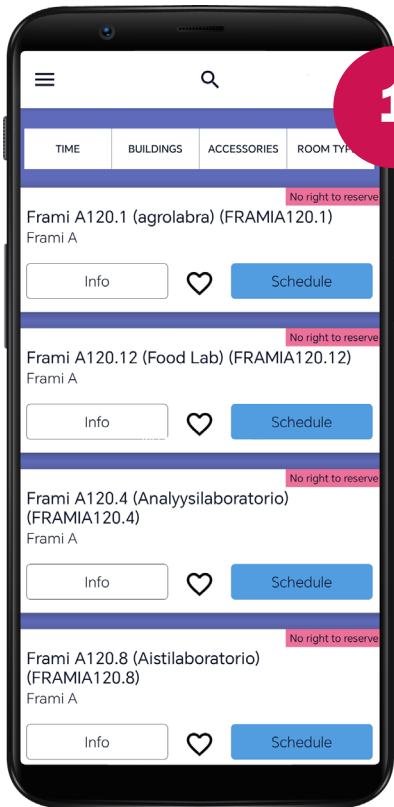 1
TIME BUILDINGS ACCESSORIES ROOM
No right to reserve
Frami A120.1 (agrolabra) (FRAMIA120.1)
Frami A
Info Schedule
No right to reserve
Frami A120.12 (Food Lab) (FRAMIA120.12)
Frami A
Info Schedule
No right to reserve
Frami A120.4 (Analyysilaboratorio)
(FRAMIA120.4)
Frami A
Info Schedule
No right to reserve
Frami A120.8 (Aistilaboratorio)
(FRAMIA120.8)
Frami A
Info Schedule